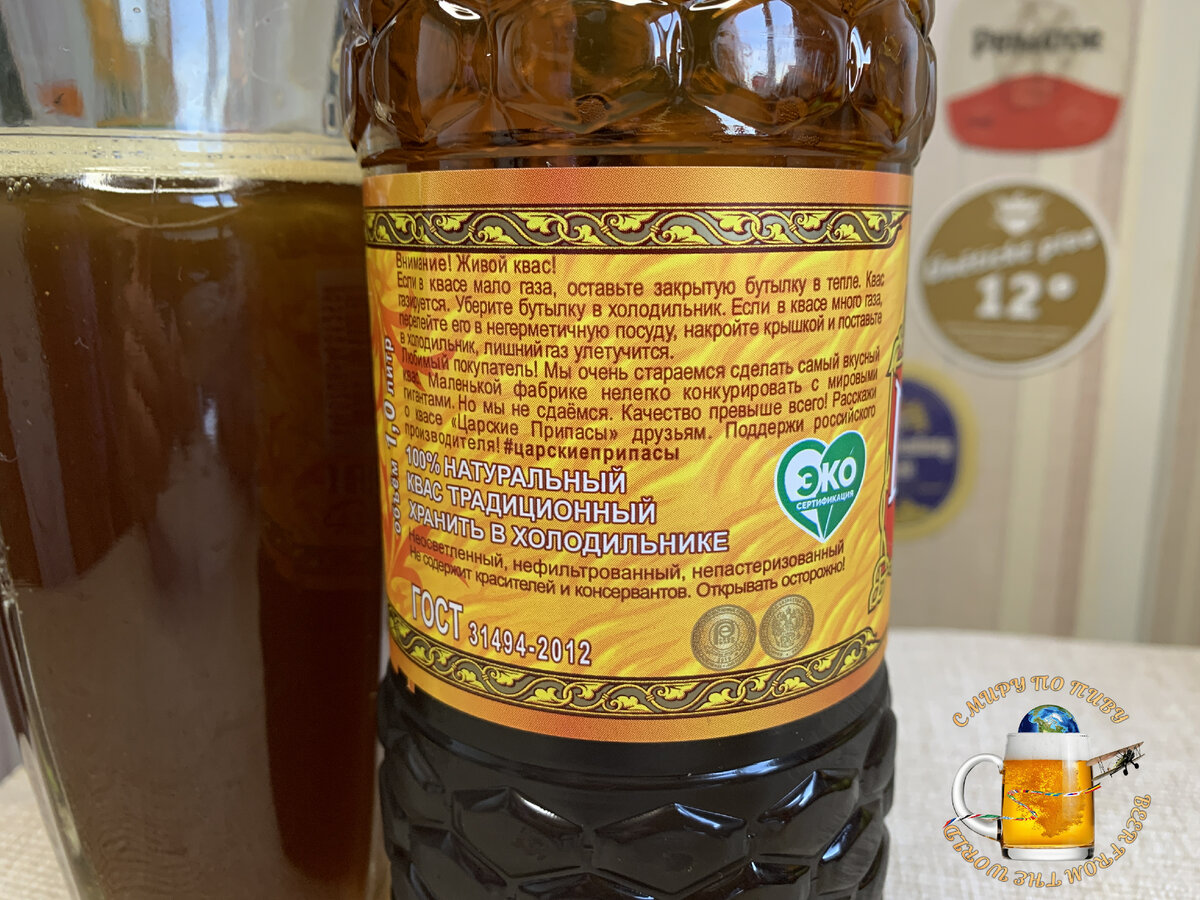 Внимание! Живой квас!
Если в квасе мало газа, оставьте закрытую бутылку в тепле. Квас
газируется. Уберите бутылку в холодильник. Если в квасе много газа,
перелейте его в негерметичную посуду, накройте крышкой и поставьте
в холодильник, лишний газ улетучится.
Любимый покупатель! Мы очень стараемся сделать самый вкусный
квас. Маленькой фабрике нелегко конкурировать с мировыми
гигантами. Но мы не сдаёмся. Качество превыше всего! Расскажи
о квасе «Царские Припасы» друзьям. Поддержи российского
производителя! #царскиеприпасы
объем 1,0 литр
100% НАТУРАЛЬНЫЙ
КВАС ТРАДИЦИОННЫЙ
ХРАНИТЬ В ХОЛОДИЛЬНИКЕ
ЭКО
СЕРТИФИКАЦИЯ
Неосветленный, нефильтрованный, непастеризованный
Не содержит красителей и консервантов. Открывать осторожно!
ГОСТ 31494-2012
12°
С МИРУ ПО ПИВУ
BEER FROM THE WORLD